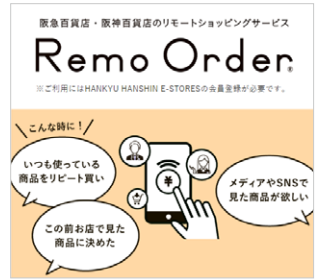 阪急百貨店・阪神百貨店のリモートショッピングサービス
Remo Order®
※ご利用にはHANKYU HANSHIN E-STORESの会員登録が必要です。
こんな時に！
いつも使っている
商品をリピート買い
¥
メディアやSNSで
見た商品が欲しい
この前お店で見た
商品に決めた